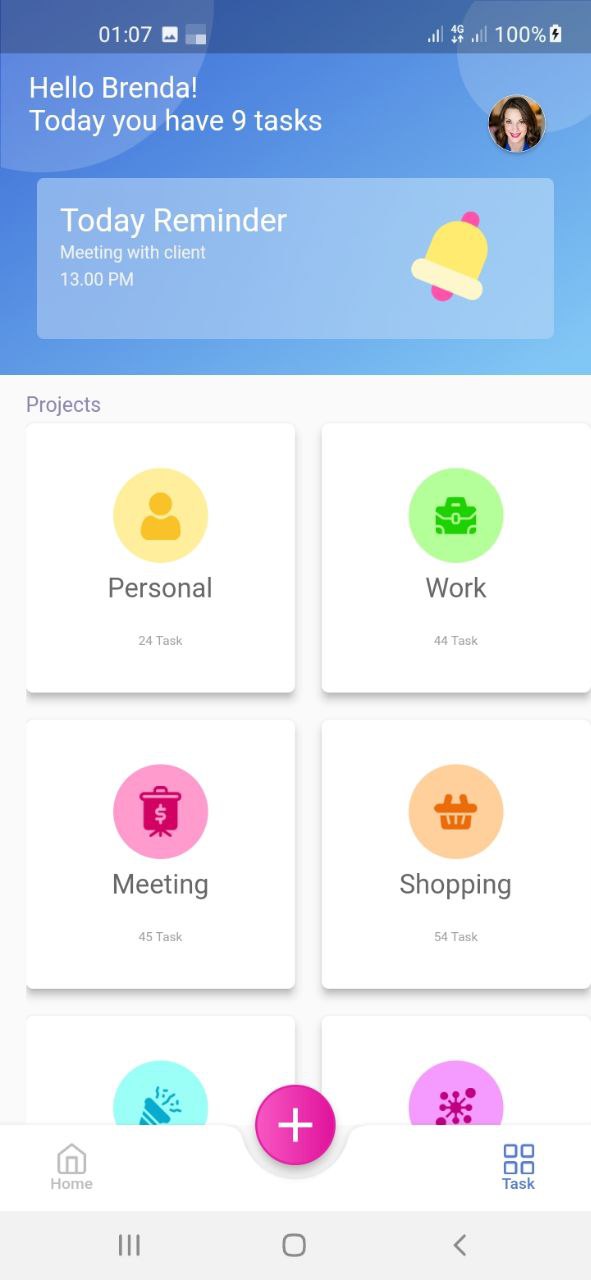 01:07
4G
100%
Hello Brenda!
Today you have 9 tasks
Today Reminder
Meeting with client
13.00 PM
Projects
Personal
24 Task
Work
44 Task
Meeting
45 Task
Shopping
54 Task
Home
Task